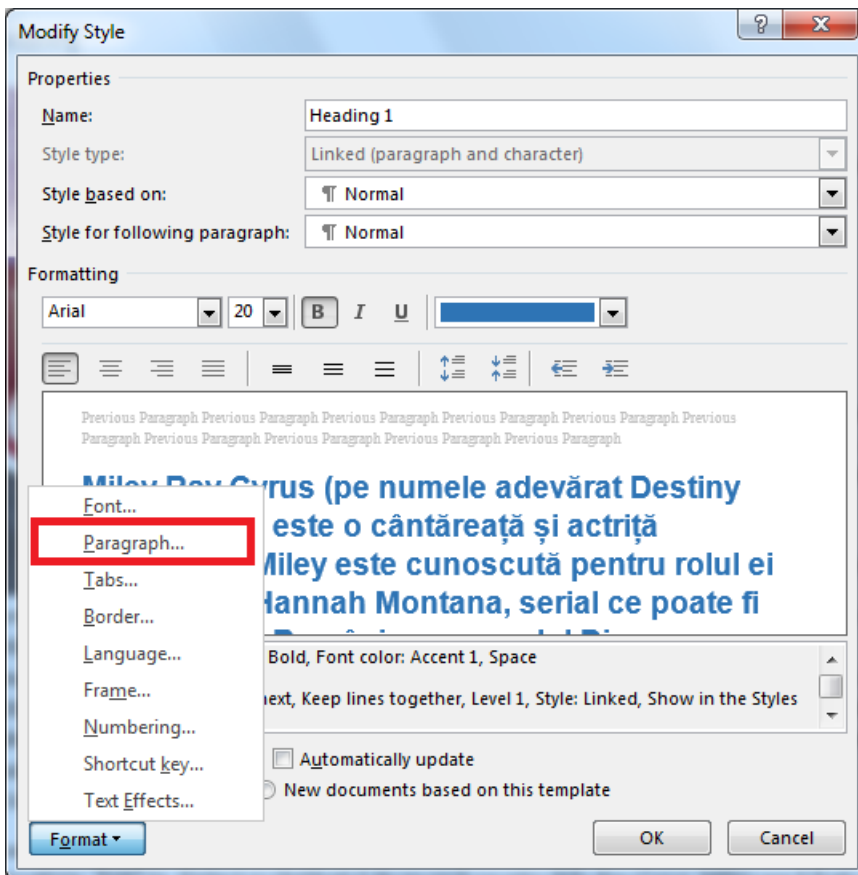 Modify Style
Properties
Name:
Heading 1
Style type:
Linked (paragraph and character)
Style based on:
¶ Normal
Style for following paragraph:
¶ Normal
Formatting
Arial
20
B I U
Previous Paragraph Previous Paragraph Previous Paragraph Previous Paragraph Previous Paragraph Previous
Paragraph Previous Paragraph Previous Paragraph Previous Paragraph Previous Paragraph
Miley Ray Cyrus (pe numele adevărat Destiny
este o cântăreață și actriță
Miley este cunoscută pentru rolul ei
Hannah Montana, serial ce poate fi
Bold, Font color: Accent 1, Space
next, Keep lines together, Level 1, Style: Linked, Show in the Styles
Automatically update
New documents based on this template
Font...
Paragraph...
Tabs...
Border...
Language...
Frame...
Numbering...
Shortcut key...
Text Effects...
Format
OK
Cancel